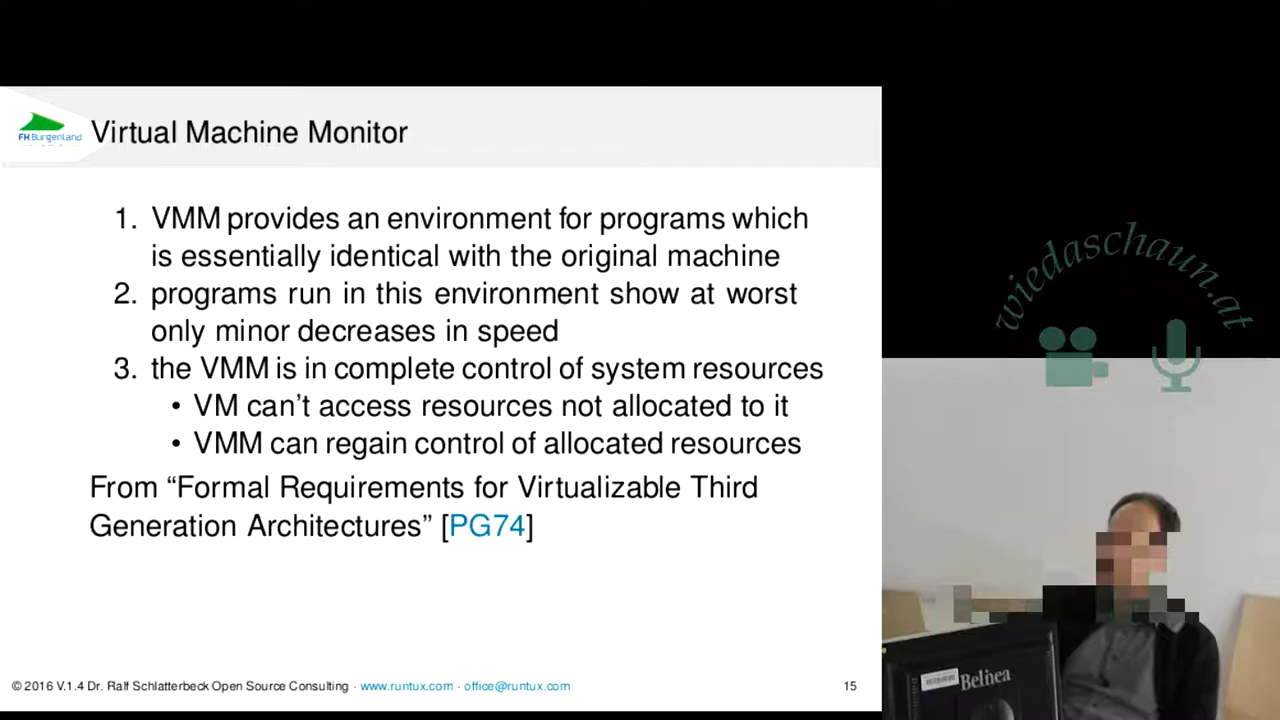 FH Burgenland
Virtual Machine Monitor
1. VMM provides an environment for programs which
is essentially identical with the original machine
2. programs run in this environment show at worst
only minor decreases in speed
3. the VMM is in complete control of system resources
• VM can't access resources not allocated to it
• VMM can regain control of allocated resources
From “Formal Requirements for Virtualizable Third
Generation Architectures” [PG74]
© 2016 V.1.4 Dr. Ralf Schlatterbeck Open Source Consulting · www.runtux.com · office@runtux.com
15
wiedaschaun.at
Belinea